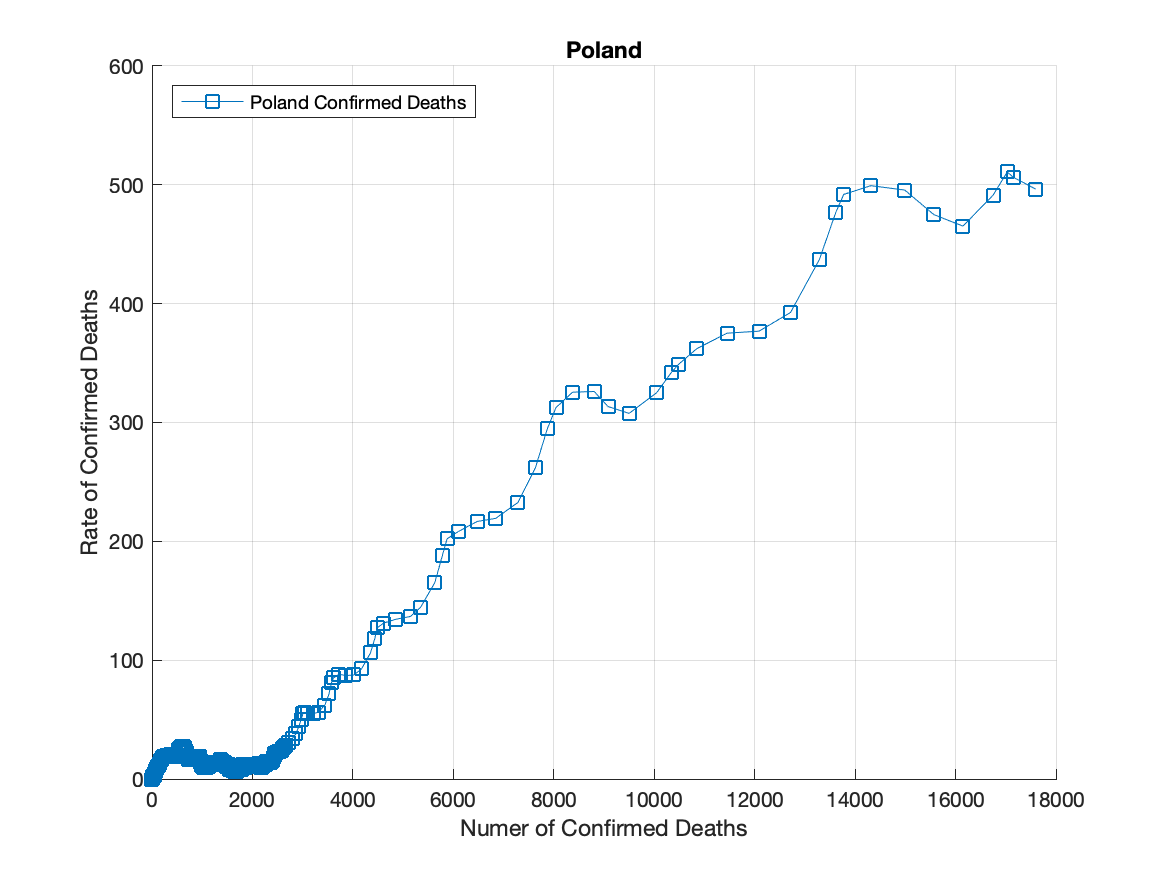 Poland
600
Poland Confirmed Deaths
500
400
300
200
100
0
Rate of Confirmed Deaths
0 2000 4000 6000 8000 10000 12000 14000 16000 18000
Numer of Confirmed Deaths